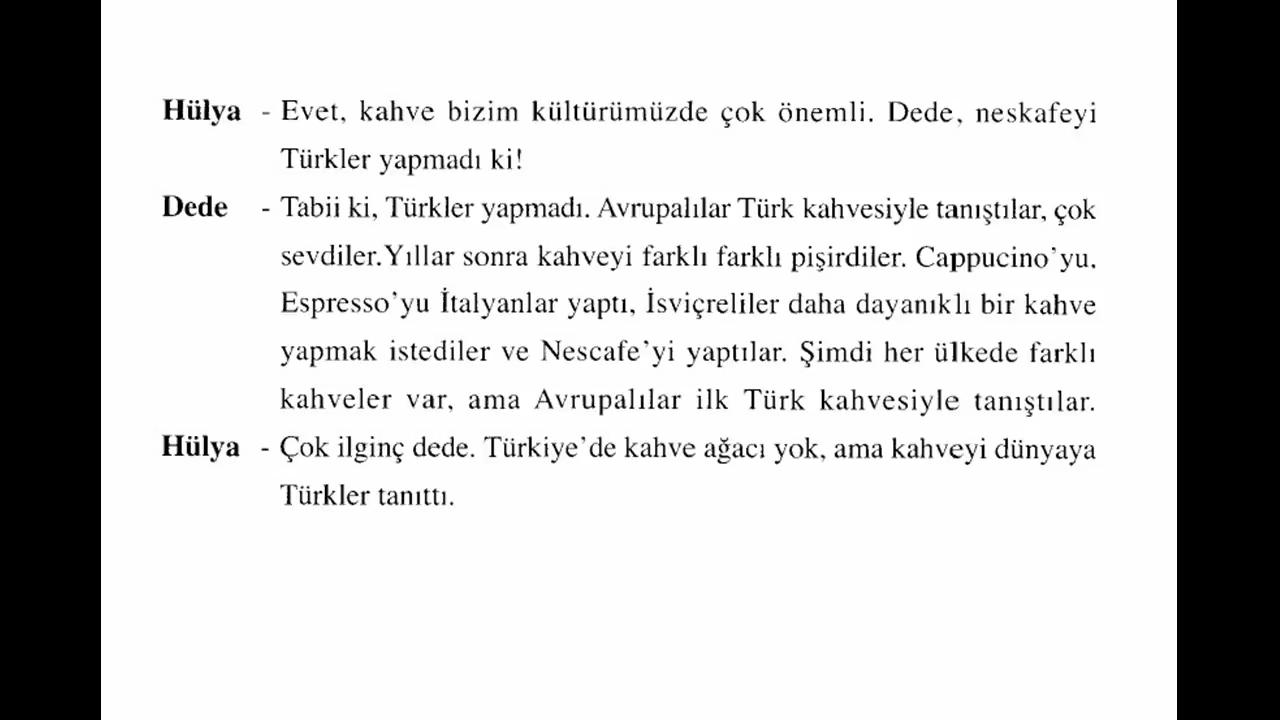 Hülya - Evet, kahve bizim kültürümüzde çok önemli. Dede, neskafeyi
Türkler yapmadı ki!
Dede - Tabii ki, Türkler yapmadı. Avrupalılar Türk kahvesiyle tanıştılar, çok
sevdiler.Yıllar sonra kahveyi farklı farklı pişirdiler. Cappucino'yu,
Espresso'yu İtalyanlar yaptı, İsviçreliler daha dayanıklı bir kahve
yapmak istediler ve Nescafe'yi yaptılar. Şimdi her ülkede farklı
kahveler var, ama Avrupalılar ilk Türk kahvesiyle tanıştılar.
Hülya - Çok ilginç dede. Türkiye'de kahve ağacı yok, ama kahveyi dünyaya
Türkler tanıttı.